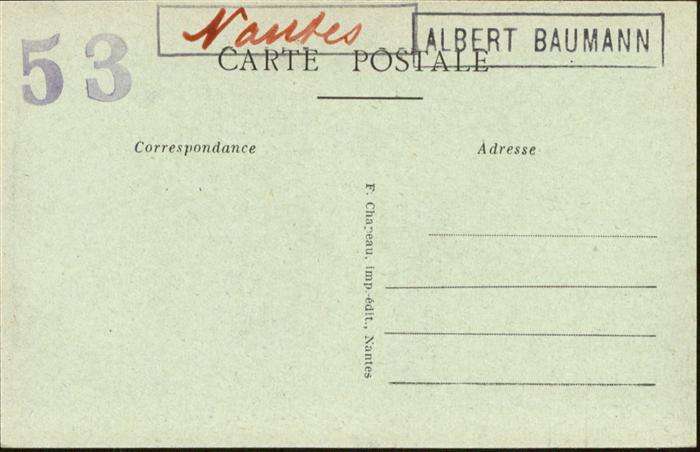 Nantes
ALBERT BAUMANN
53
CARTE POSTALE
Correspondance
Adresse
F. Chapeau, imp.-édit., Nantes